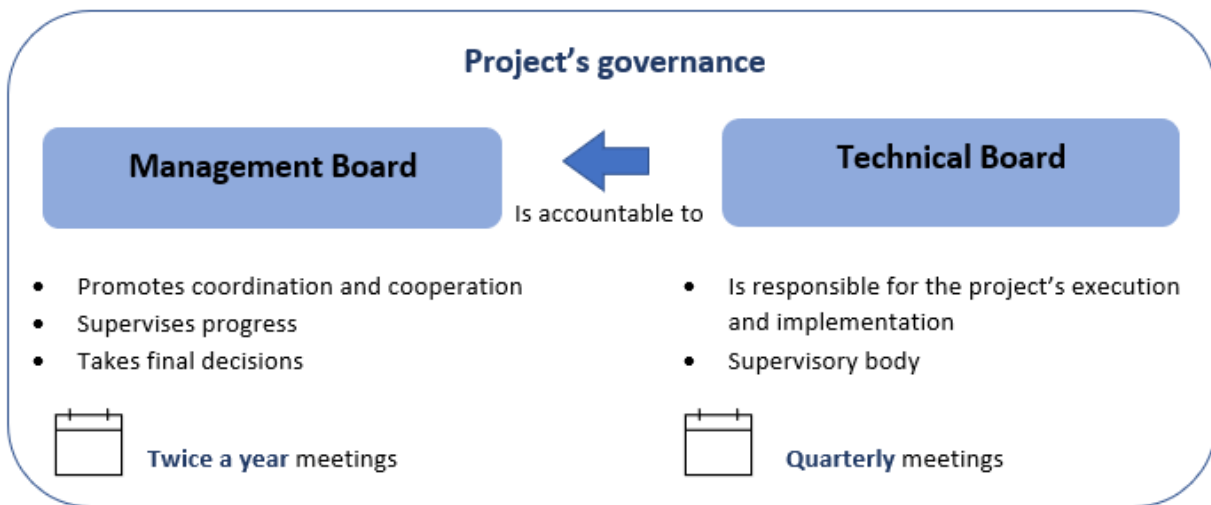 Project’s governance
Management Board
Is accountable to
Technical Board
• Promotes coordination and cooperation
• Supervises progress
• Takes final decisions
Twice a year meetings
• Is responsible for the project’s execution
and implementation
• Supervisory body
Quarterly meetings